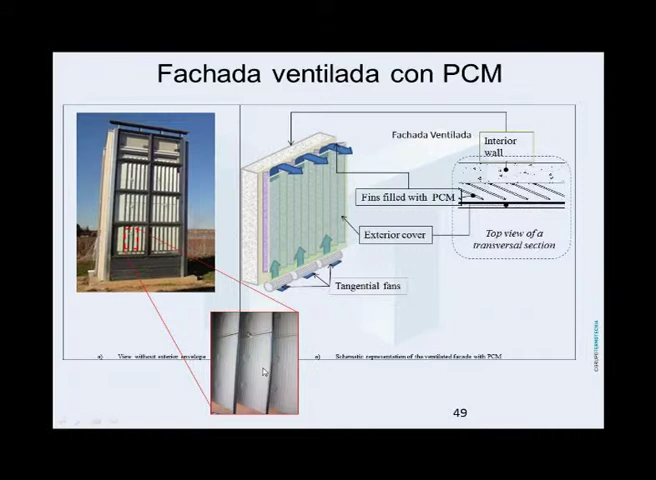 Fachada ventilada con PCM
Fachada Ventilada
Interior
wall
Fins filled with PCM
Exterior cover
Top view of a
transversal section
Tangential fans
View without exterior envelope
Schematic representation of the ventilated facade with PCM
49